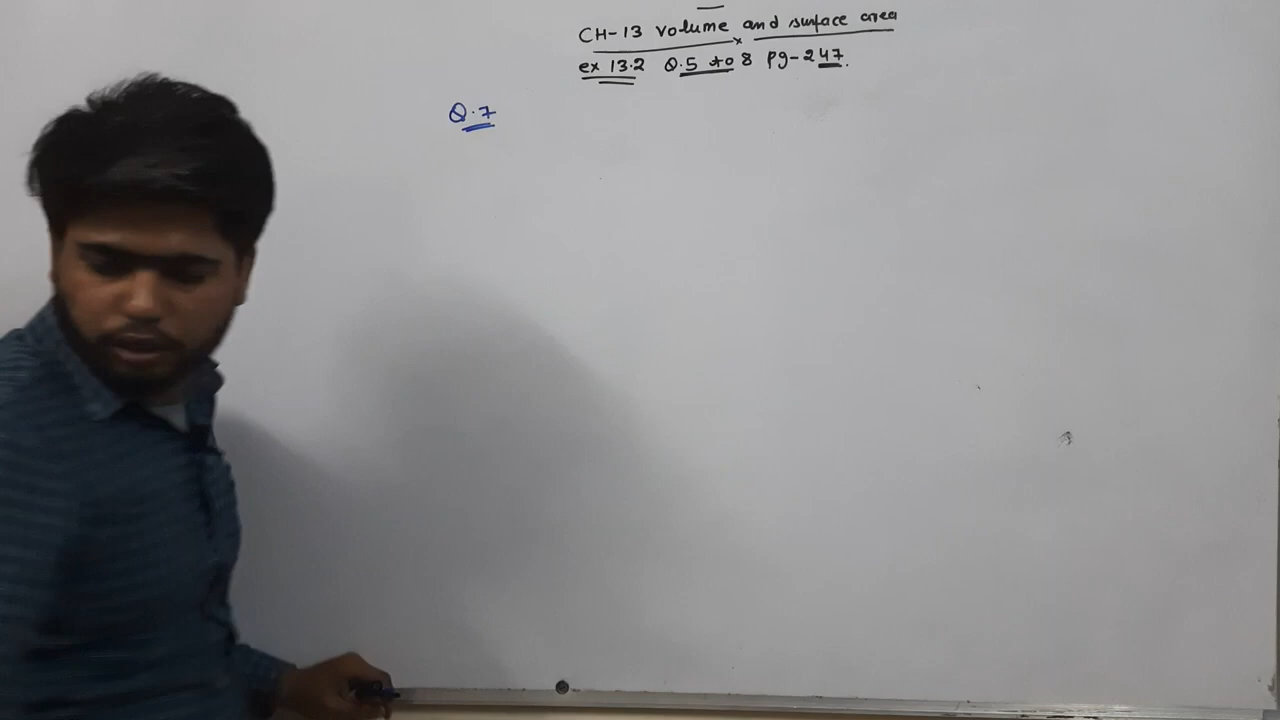 CH-13 Volume and surface area
ex 13.2 Q.5 to 8 pg-247.
Q.7